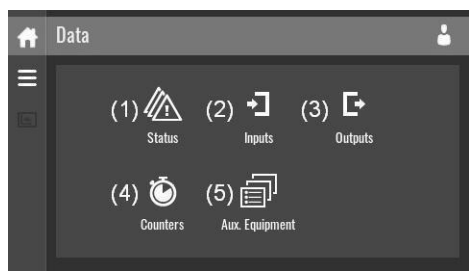 Data
(1) (2) (3)
Status Inputs Outputs
(4) (5)
Counters Aux. Equipment